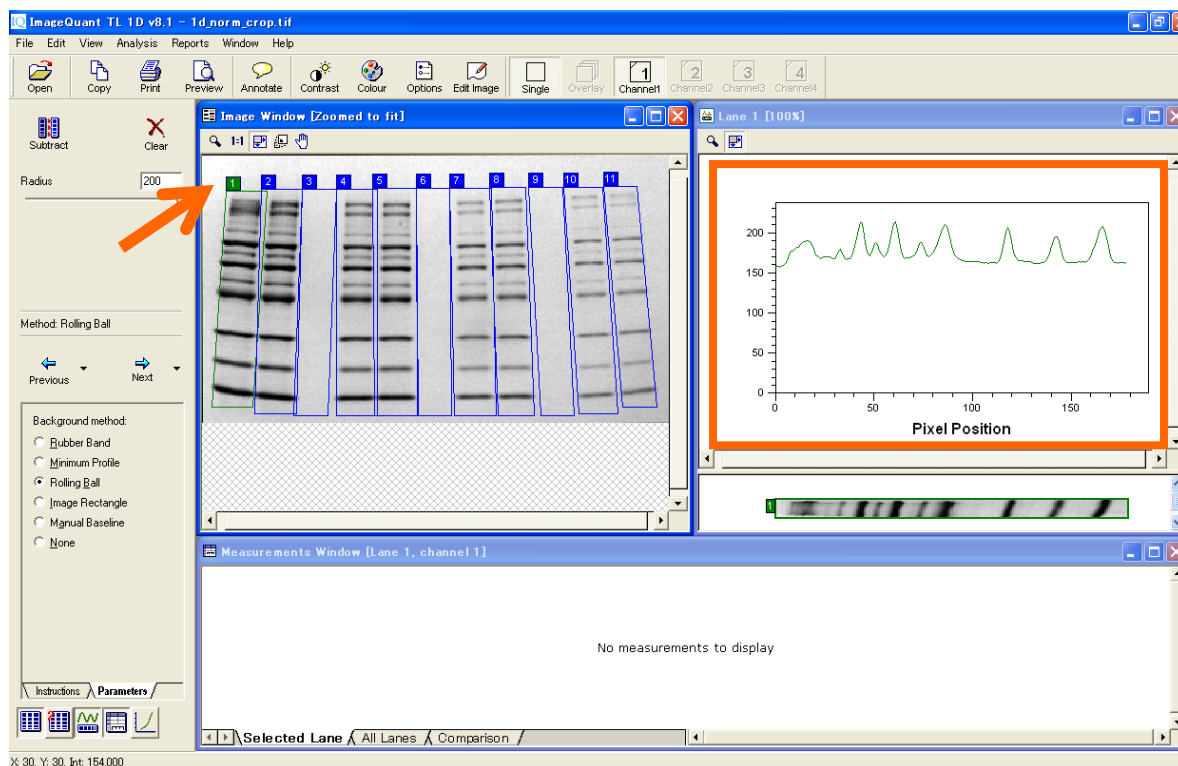 ImageQuant TL 1D v8.1 - 1d_norm_crop.tif
File Edit View Analysis Reports Window Help
Open Copy Print Preview Annotate Contrast Colour Options Edit Image Single Overlay Channel1 Channel2 Channel3 Channel4
1 2 3 4
Subtract Clear
Radius 200
Method: Rolling Ball
Previous Next
Background method:
Rubber Band
Minimum Profile
Rolling Ball
Image Rectangle
Manual Baseline
None
Instructions Parameters
Image Window [Zoomed to fit]
1:1
1 2 3 4 5 6 7 8 9 10 11
Lane 1 [100%]
200
150
100
50
0
0 50 100 150
Pixel Position
1
Measurements Window [Lane 1, channel 1]
No measurements to display
Selected Lane All Lanes Comparison
X: 30, Y: 30, Int: 154.000